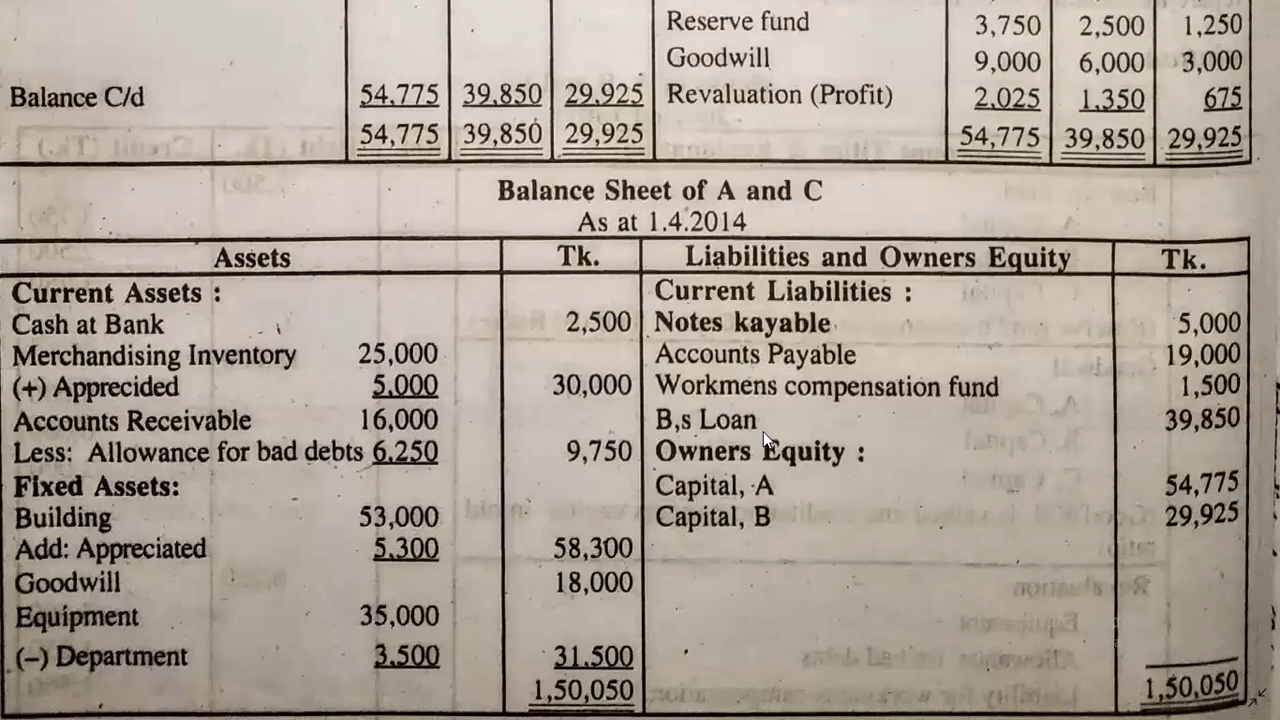 Reserve fund 3,750 2,500 1,250
Goodwill 9,000 6,000 3,000
Balance C/d 54,775 39,850 29,925 Revaluation (Profit) 2,025 1,350 675
54,775 39,850 29,925 54,775 39,850 29,925
Balance Sheet of A and C
As at 1.4.2014
Assets Tk. Liabilities and Owners Equity Tk.
Current Assets : Current Liabilities :
Cash at Bank 2,500 Notes kayable 5,000
Merchandising Inventory 25,000 Accounts Payable 19,000
(+) Apprecided 5,000 30,000 Workmens compensation fund 1,500
Accounts Receivable 16,000 B,s Loan 39,850
Less: Allowance for bad debts 6,250 9,750 Owners Equity :
Fixed Assets: Capital, A 54,775
Building 53,000 Capital, B 29,925
Add: Appreciated 5,300 58,300
Goodwill 18,000
Equipment 35,000
(–) Department 3,500 31,500
1,50,050 1,50,050